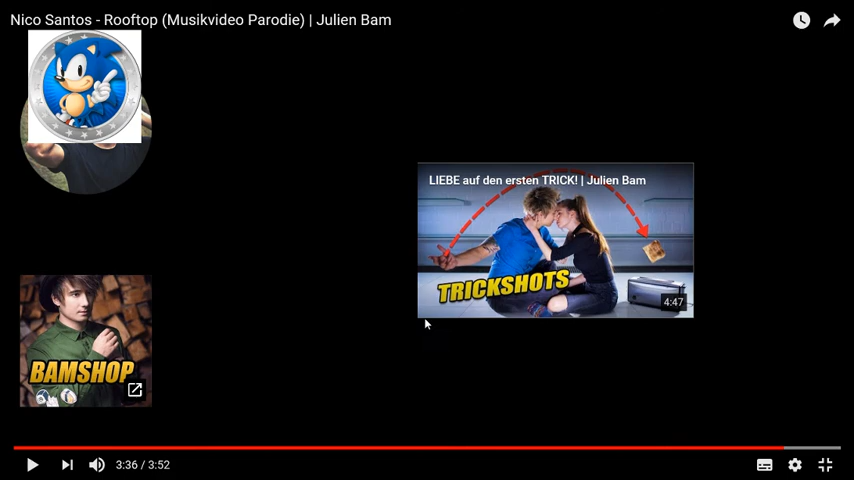 Nico Santos - Rooftop (Musikvideo Parodie) | Julien Bam
LIEBE auf den ersten TRICK! | Julien Bam
TRICKSHOTS
4:47
BAMSHOP
3:36 / 3:52